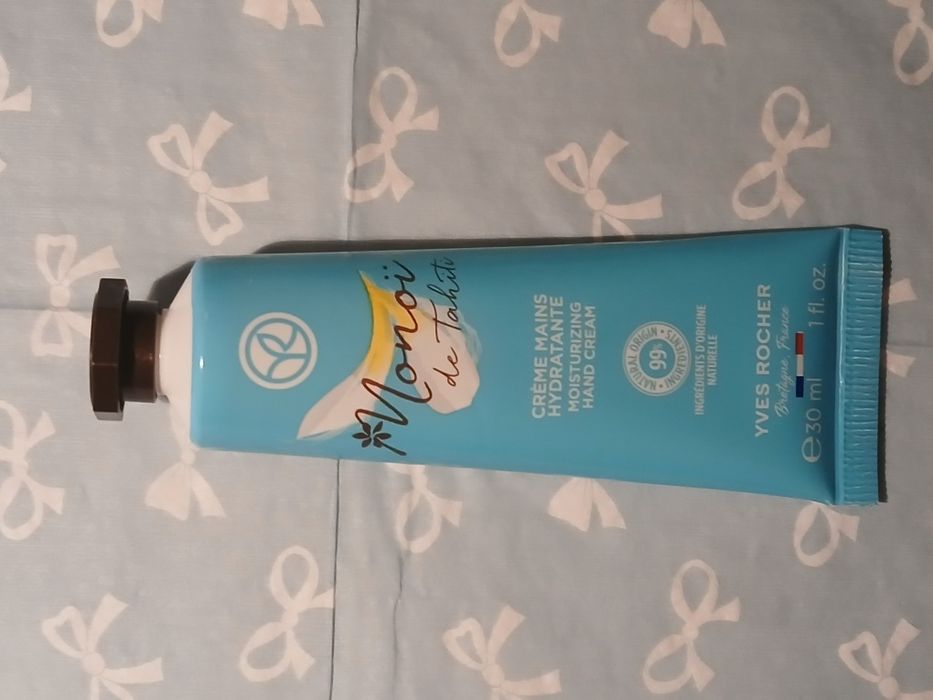 Monoï
de Tahiti
CRÈME MAINS
HYDRATANTE
MOISTURIZING
HAND CREAM
NATURAL ORIGIN • INGREDIENTS •
99%
INGRÉDIENTS D'ORIGINE
NATURELLE
YVES ROCHER
Bretagne, France
℮30 ml 1 fl. oz.